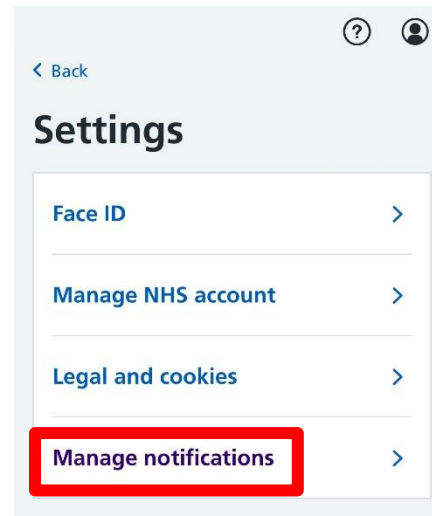 Back
Settings
Face ID
Manage NHS account
Legal and cookies
Manage notifications